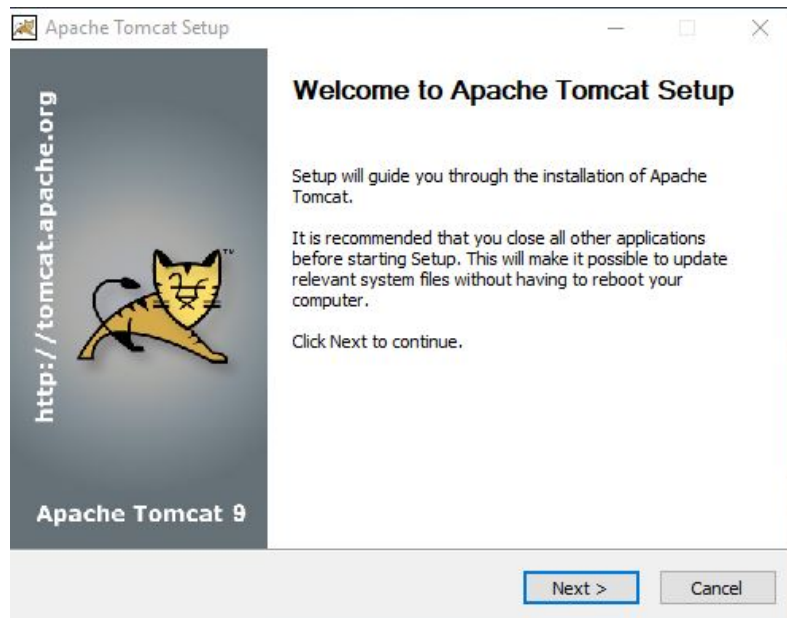 Apache Tomcat Setup
http://tomcat.apache.org
Apache Tomcat 9
Welcome to Apache Tomcat Setup
Setup will guide you through the installation of Apache
Tomcat.
It is recommended that you close all other applications
before starting Setup. This will make it possible to update
relevant system files without having to reboot your
computer.
Click Next to continue.
TM
Next >
Cancel